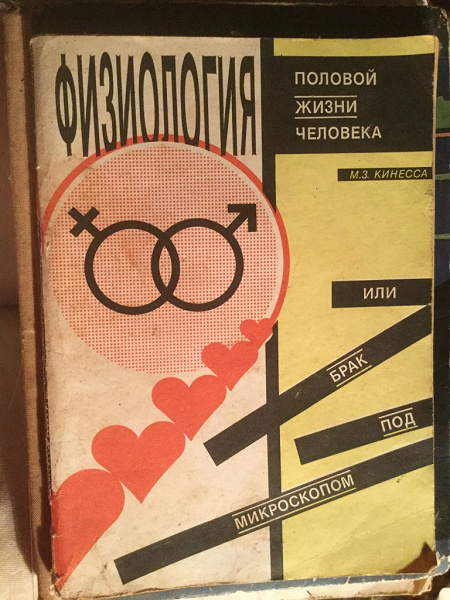 ФИЗИОЛОГИЯ
ПОЛОВОЙ
ЖИЗНИ
ЧЕЛОВЕКА
М.З. КИНЕССА
ИЛИ
БРАК
ПОД
МИКРОСКОПОМ